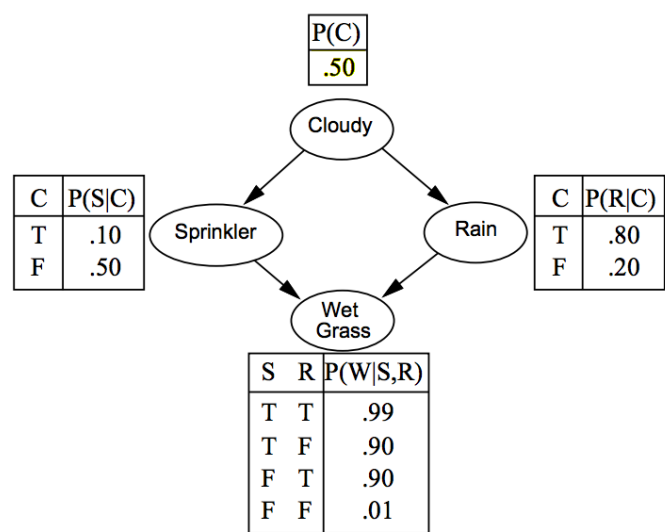 P(C)
.50
Cloudy
C P(S|C)
T .10
F .50
Sprinkler
Rain
C P(R|C)
T .80
F .20
Wet
Grass
S R P(W|S,R)
T T .99
T F .90
F T .90
F F .01